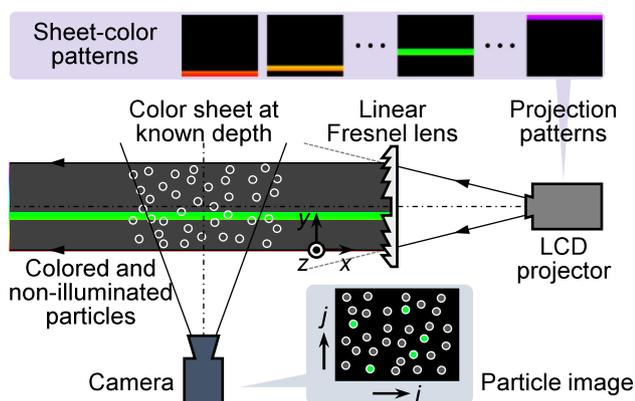 Sheet-color
patterns
Color sheet at
known depth
Linear
Fresnel lens
Projection
patterns
y
z
x
LCD
projector
Colored and
non-illuminated
particles
j
i
Camera
Particle image